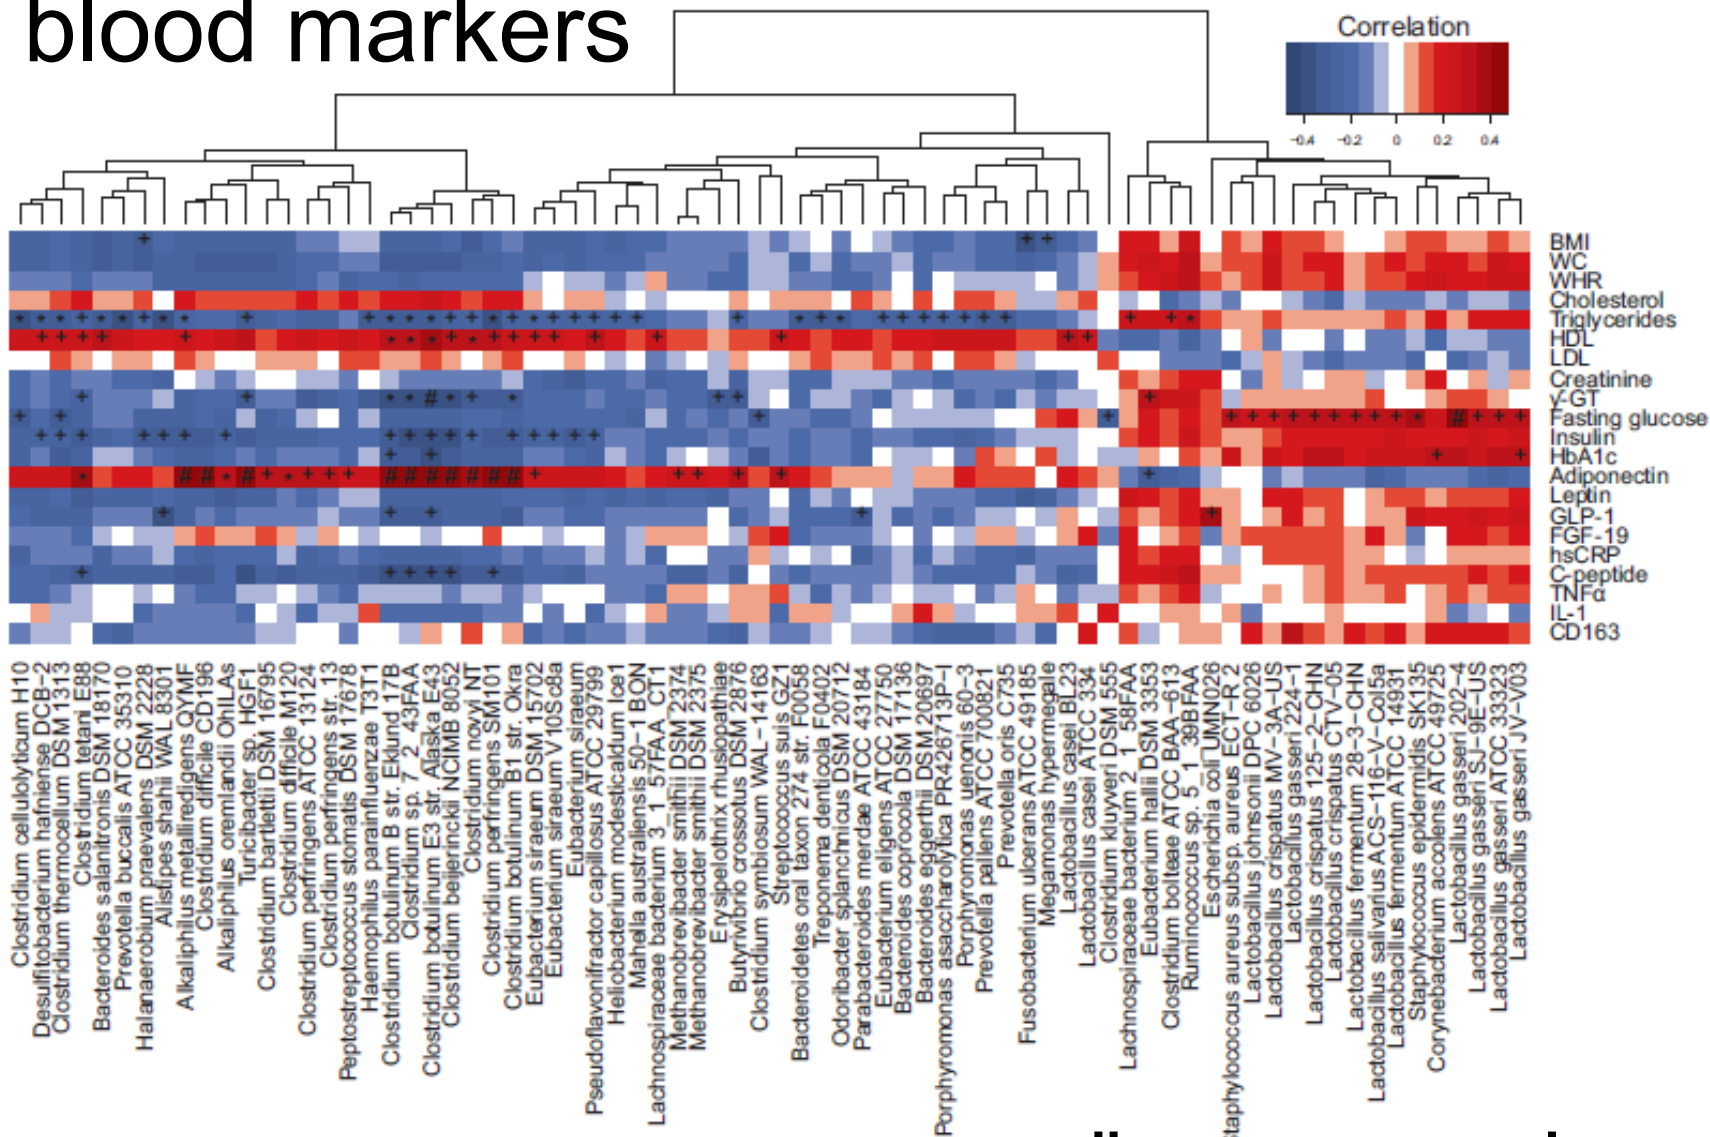 blood markers
Correlation
-0.4 -0.2 0 0.2 0.4
BMI
WC
WHR
Cholesterol
Triglycerides
HDL
LDL
Creatinine
γ-GT
Fasting glucose
Insulin
HbA1c
Adiponectin
Leptin
GLP-1
FGF-19
hsCRP
C-peptide
TNFα
IL-1
CD163
Clostridium cellulolyticum H10
Desulfitobacterium hafniense DCB-2
Clostridium thermocellum DSM 1313
Clostridium tetani E88
Bacteroides salanitronis DSM 18170
Prevotella buccalis ATCC 35310
Halanaerobium praevalens DSM 2228
Alistipes shahii WAL 8301
Alkaliphilus metalliredigens QYMF
Clostridium difficile CD196
Alkaliphilus oremlandii OhILAs
Turicibacter sp. HGF1
Clostridium bartlettii DSM 16795
Clostridium difficile M120
Clostridium perfringens ATCC 13124
Clostridium perfringens str. 13
Peptostreptococcus stomatis DSM 17678
Haemophilus parainfluenzae T3T1
Clostridium botulinum B str. Eklund 17B
Clostridium sp. 7_2_43FAA
Clostridium botulinum E3 str. Alaska E43
Clostridium beijerinckii NCIMB 8052
Clostridium novyi NT
Clostridium perfringens SM101
Clostridium botulinum B1 str. Okra
Eubacterium siraeum DSM 15702
Eubacterium siraeum V10Sc8a
Eubacterium siraeum
Pseudoflavonifractor capillosus ATCC 29799
Heliobacterium modesticaldum Ice1
Mahella australiensis 50-1 BON
Lachnospiraceae bacterium 3_1_57FAA_CT1
Methanobrevibacter smithii DSM 2374
Methanobrevibacter smithii DSM 2375
Erysipelothrix rhusiopathiae
Butyrivibrio crossotus DSM 2876
Clostridium symbiosum WAL-14163
Streptococcus suis GZ1
Bacteroidetes oral taxon 274 str. F0058
Treponema denticola F0402
Odoribacter splanchnicus DSM 20712
Parabacteroides merdae ATCC 43184
Eubacterium eligens ATCC 27750
Bacteroides coprocola DSM 17136
Bacteroides eggerthii DSM 20697
Porphyromonas asaccharolytica PR426713P-I
Porphyromonas uenonis 60-3
Prevotella pallens ATCC 700821
Prevotella oris C735
Fusobacterium ulcerans ATCC 49185
Megamonas hypermegale
Lactobacillus casei BL23
Lactobacillus casei ATCC 334
Clostridium kluyveri DSM 555
Lachnospiraceae bacterium 2_1_58FAA
Eubacterium hallii DSM 3353
Clostridium bolteae ATCC BAA-613
Ruminococcus sp. 5_1_39BFAA
Escherichia coli UMN026
Staphylococcus aureus subsp. aureus ECT-R 2
Lactobacillus johnsonii DPC 6026
Lactobacillus crispatus MV-3A-US
Lactobacillus gasseri 224-1
Lactobacillus crispatus 125-2-CHN
Lactobacillus crispatus CTV-05
Lactobacillus fermentum 28-3-CHN
Lactobacillus salivarius ACS-116-V-Col5a
Lactobacillus fermentum ATCC 14931
Staphylococcus epidermidis SK135
Corynebacterium accolens ATCC 49725
Lactobacillus gasseri 202-4
Lactobacillus gasseri SJ-9E-US
Lactobacillus gasseri ATCC 33323
Lactobacillus gasseri JV-V03